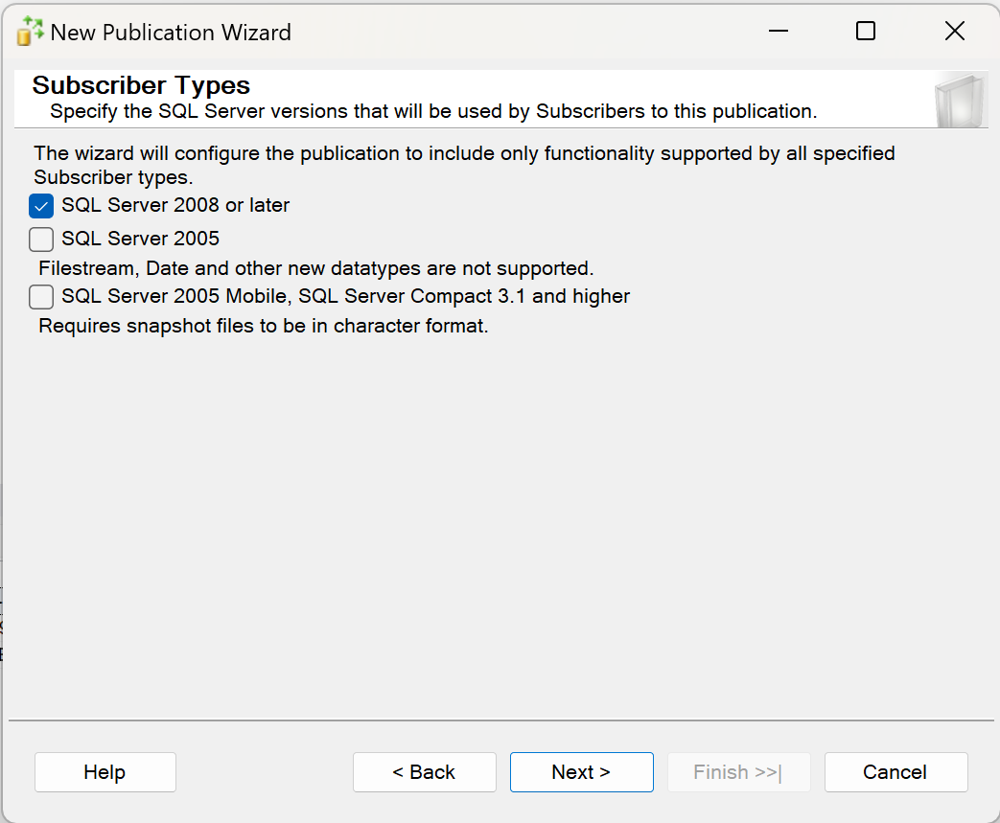 New Publication Wizard
Subscriber Types
Specify the SQL Server versions that will be used by Subscribers to this publication.
The wizard will configure the publication to include only functionality supported by all specified
Subscriber types.
SQL Server 2008 or later
SQL Server 2005
Filestream, Date and other new datatypes are not supported.
SQL Server 2005 Mobile, SQL Server Compact 3.1 and higher
Requires snapshot files to be in character format.
Help < Back Next > Finish >>| Cancel